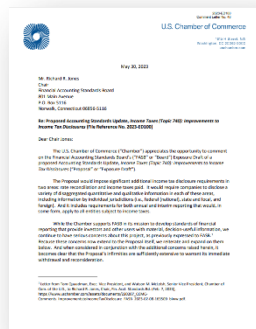 U.S. Chamber of Commerce
May 30, 2023
Mr. Richard R. Jones
Chair
Financial Accounting Standards Board
801 Main Avenue
P.O. Box 5116
Norwalk, Connecticut 06856-5116
Re: Proposed Accounting Standards Update, Income Taxes (Topic 740): Improvements to
Income Tax Disclosures [File Reference No. 2023-ED100]
Dear Chair Jones:
The U.S. Chamber of Commerce ("Chamber") appreciates the opportunity to comment
on the Financial Accounting Standards Board's ("FASB" or "Board") Exposure Draft of a
proposed Accounting Standards Update, Income Taxes (Topic 740): Improvements to Income
Tax Disclosures ("Proposal" or "Exposure Draft").
The Proposal would impose significant additional income tax disclosure requirements in
two areas: rate reconciliation and income taxes paid. It would require companies to disclose a
variety of disaggregated quantitative and qualitative information in each of these areas,
including information by individual jurisdictions (i.e., federal [national], state and local, and
foreign). And it includes requirements for both annual and interim reporting that would, in
some form, apply to all entities subject to income taxes.
While the Chamber supports FASB in its mission to develop standards of financial
reporting that provide investors and other users with material, decision-useful information, we
continue to have serious concerns about this project, as previously expressed to FASB.
Because these concerns now extend to the Proposal itself, we reiterate and expand on them
below. And when considered in conjunction with the additional concerns raised herein, it
becomes clear that the Proposal's infirmities are sufficiently extensive to warrant its immediate
withdrawal and reconsideration.